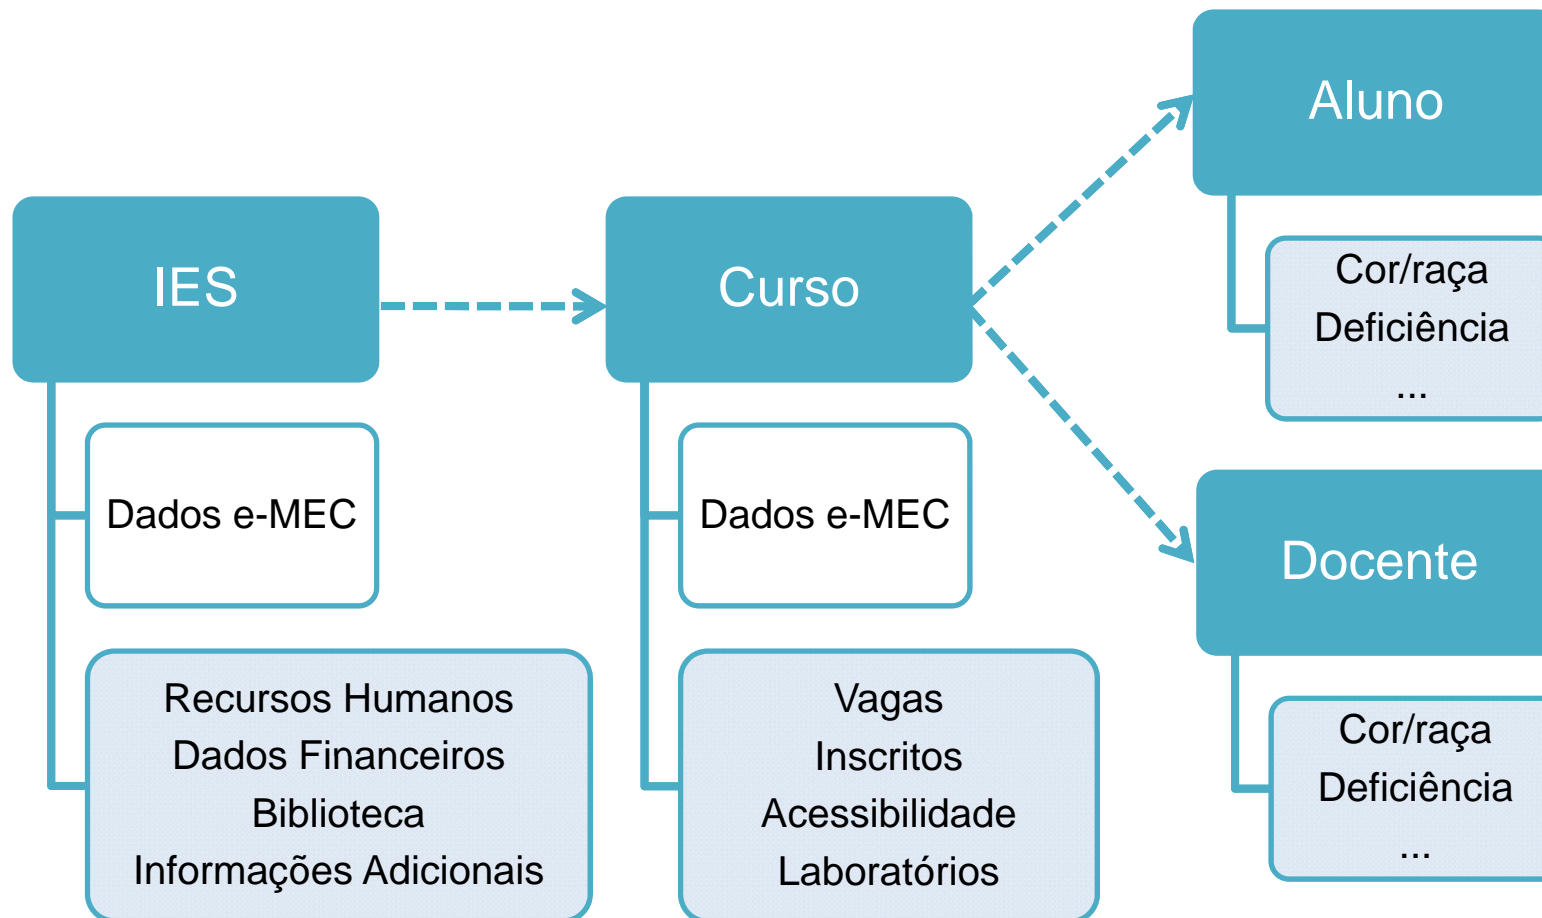 IES
Dados e-MEC
Recursos Humanos
Dados Financeiros
Biblioteca
Informações Adicionais
Curso
Dados e-MEC
Vagas
Inscritos
Acessibilidade
Laboratórios
Aluno
Cor/raça
Deficiência
...
Docente
Cor/raça
Deficiência
...